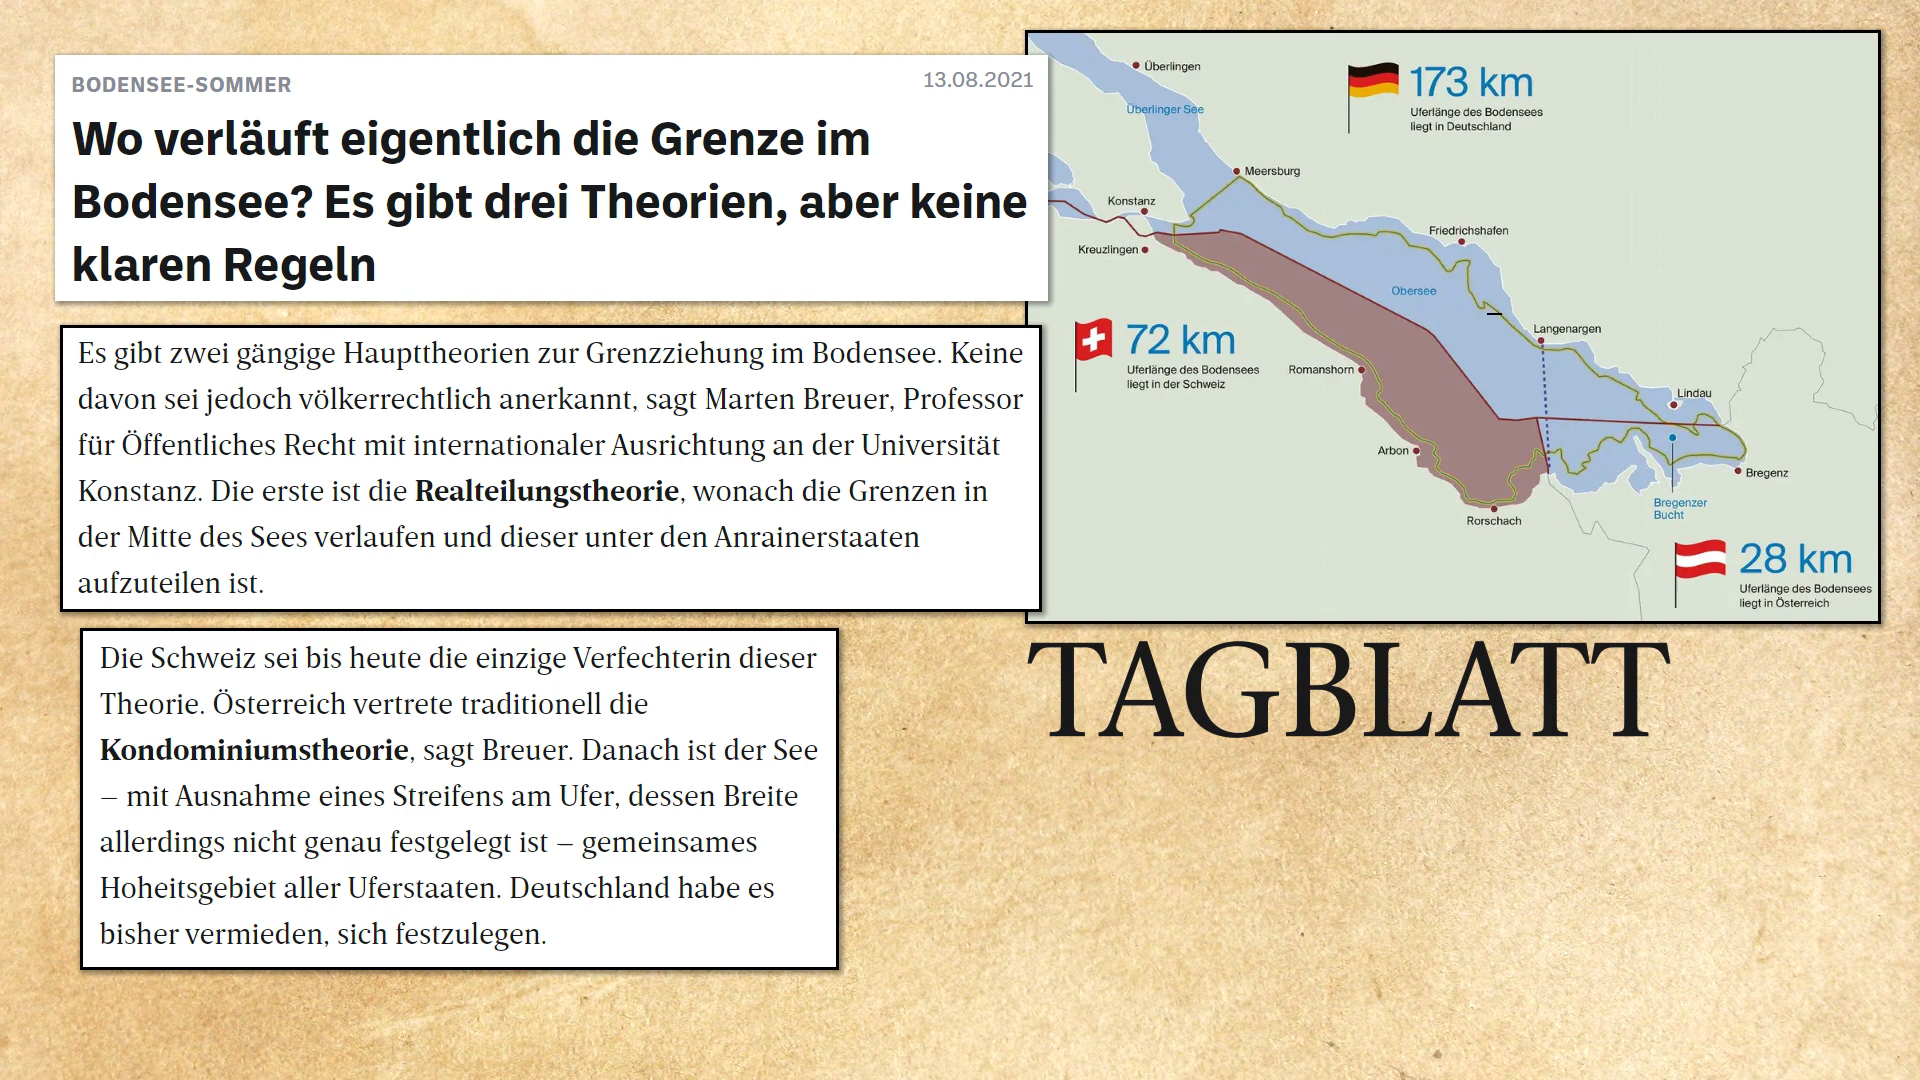 BODENSEE-SOMMER
13.08.2021
Wo verläuft eigentlich die Grenze im
Bodensee? Es gibt drei Theorien, aber keine
klaren Regeln
Es gibt zwei gängige Haupttheorien zur Grenzziehung im Bodensee. Keine
davon sei jedoch völkerrechtlich anerkannt, sagt Marten Breuer, Professor
für Öffentliches Recht mit internationaler Ausrichtung an der Universität
Konstanz. Die erste ist die Realteilungstheorie, wonach die Grenzen in
der Mitte des Sees verlaufen und dieser unter den Anrainerstaaten
aufzuteilen ist.
Die Schweiz sei bis heute die einzige Verfechterin dieser
Theorie. Österreich vertrete traditionell die
Kondominiumstheorie, sagt Breuer. Danach ist der See
– mit Ausnahme eines Streifens am Ufer, dessen Breite
allerdings nicht genau festgelegt ist – gemeinsames
Hoheitsgebiet aller Uferstaaten. Deutschland habe es
bisher vermieden, sich festzulegen.
Überlingen
Überlinger See
173 km
Uferlänge des Bodensees
liegt in Deutschland
Meersburg
Konstanz
Kreuzlingen
Friedrichshafen
Obersee
72 km
Uferlänge des Bodensees
liegt in der Schweiz
Langenargen
Romanshorn
Lindau
Arbon
Bregenz
Bregenzer
Bucht
Rorschach
28 km
Uferlänge des Bodensees
liegt in Österreich
TAGBLATT